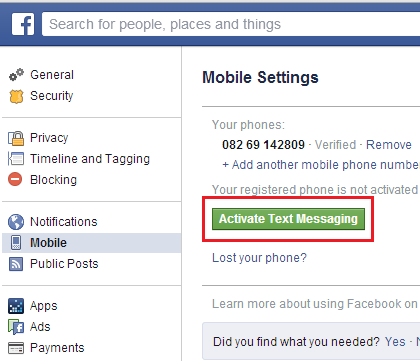 f
Search for people, places and things
General
Security
Privacy
Timeline and Tagging
Blocking
Notifications
Mobile
Public Posts
Apps
Ads
Payments
Mobile Settings
Your phones:
082 69 142809 · Verified · Remove
+ Add another mobile phone number
Your registered phone is not activated
Activate Text Messaging
Lost your phone?
Learn more about using Facebook on
Did you find what you needed? Yes ·